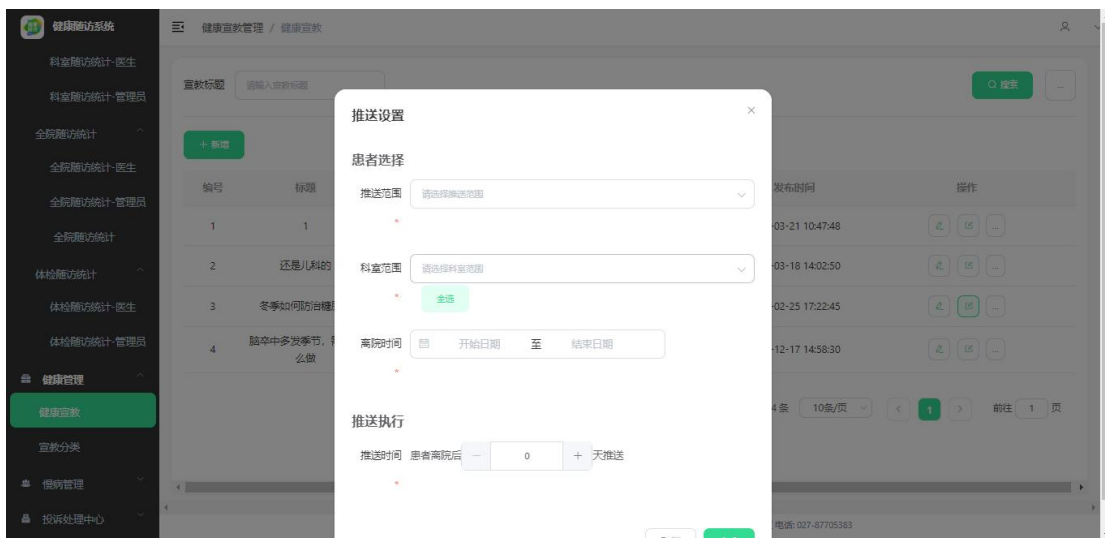 健康随访系统
健康宣教管理 / 健康宣教
科室随访统计-医生
科室随访统计-管理员
全院随访统计
全院随访统计-医生
全院随访统计-管理员
全院随访统计
体检随访统计
体检随访统计-医生
体检随访统计-管理员
健康管理
健康宣教
宣教分类
慢病管理
投诉处理中心
宣教标题 请输入宣教标题 搜索 ...
+ 新增
编号 标题 发布时间 操作
1 1 -03-21 10:47:48 ...
2 还是儿科的 -03-18 14:02:50 ...
3 冬季如何防治糖 -02-25 17:22:45 ...
4 脑卒中多发季节, -12-17 14:58:30 ...
么做
4条 10条/页 < 1 > 前往 1 页
电话: 027-87705383
推送设置 ×
患者选择
推送范围 请选择推送范围
*
科室范围 请选择科室范围
* 全选
离院时间 开始日期 至 结束日期
*
推送执行
推送时间 患者离院后 − 0 + 天推送
*